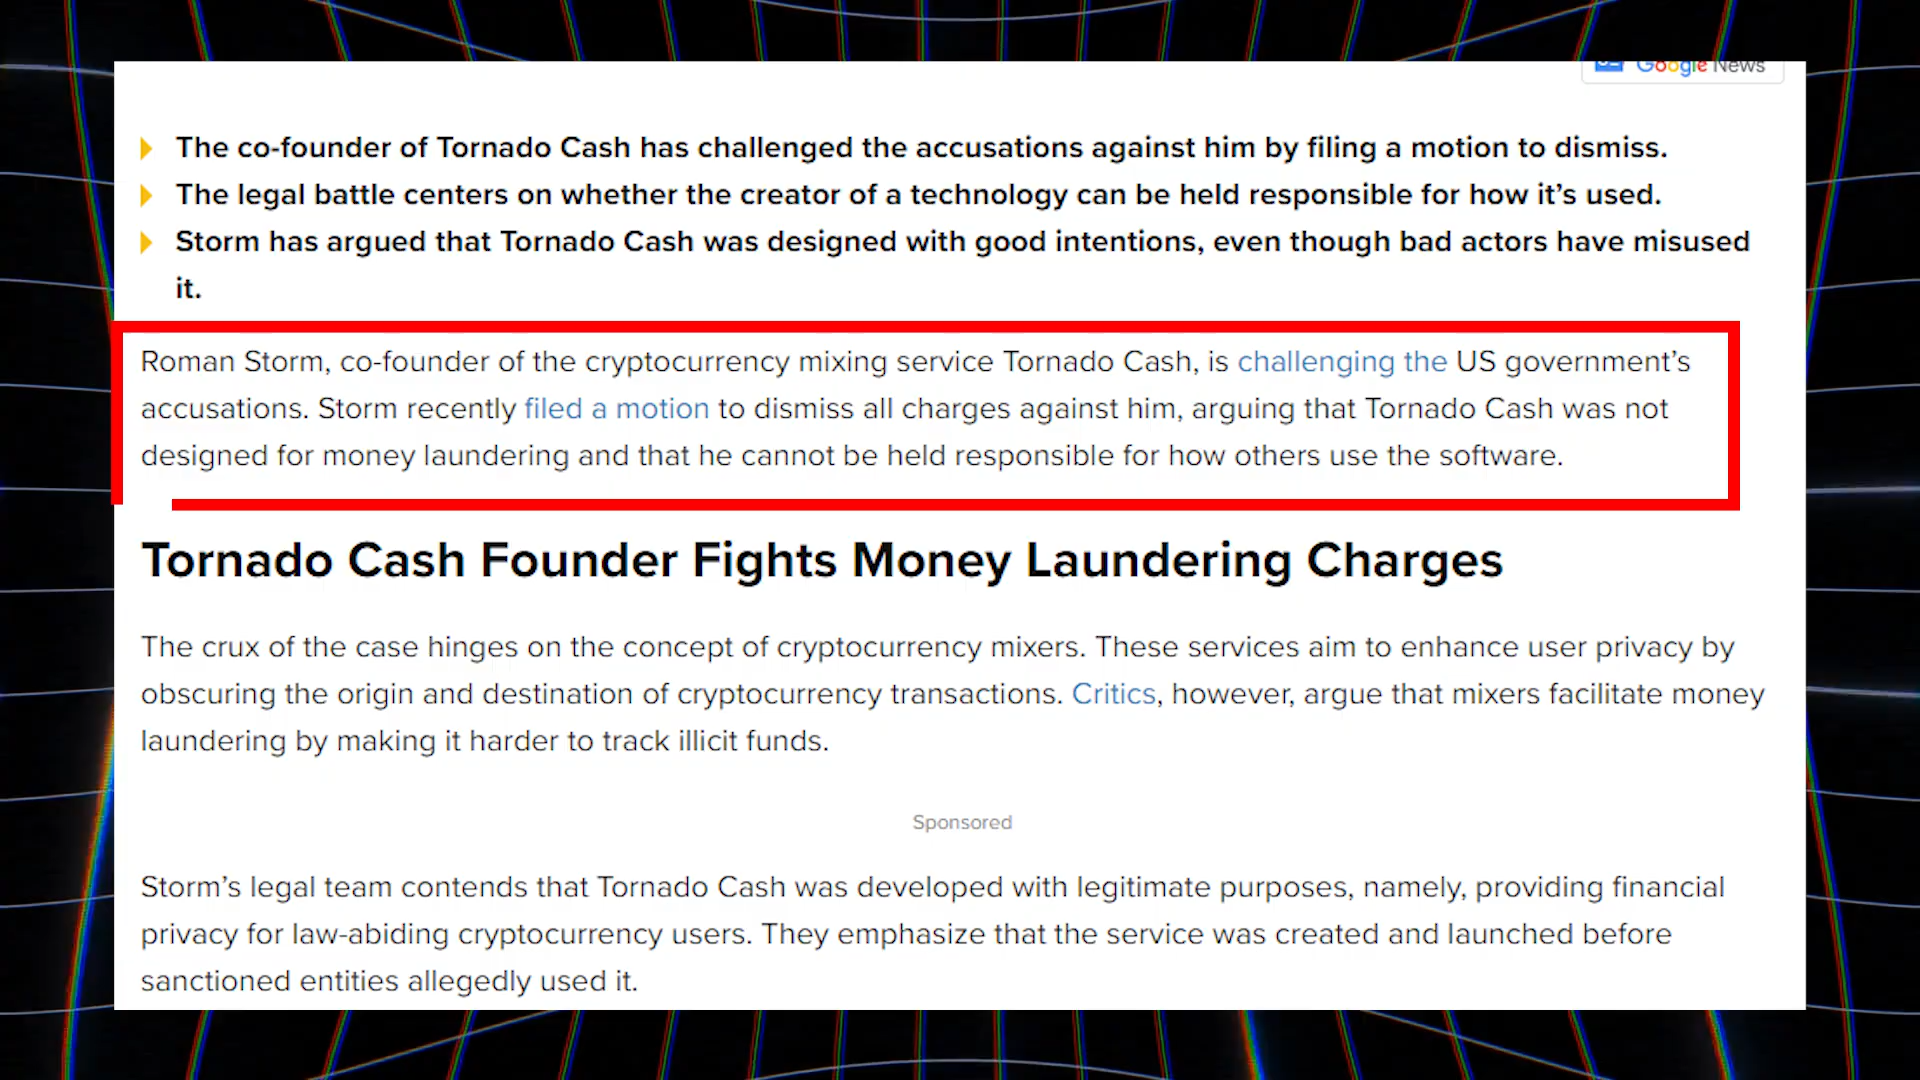 Google News
The co-founder of Tornado Cash has challenged the accusations against him by filing a motion to dismiss.
The legal battle centers on whether the creator of a technology can be held responsible for how it’s used.
Storm has argued that Tornado Cash was designed with good intentions, even though bad actors have misused
it.
Roman Storm, co-founder of the cryptocurrency mixing service Tornado Cash, is challenging the US government’s
accusations. Storm recently filed a motion to dismiss all charges against him, arguing that Tornado Cash was not
designed for money laundering and that he cannot be held responsible for how others use the software.
Tornado Cash Founder Fights Money Laundering Charges
The crux of the case hinges on the concept of cryptocurrency mixers. These services aim to enhance user privacy by
obscuring the origin and destination of cryptocurrency transactions. Critics, however, argue that mixers facilitate money
laundering by making it harder to track illicit funds.
Sponsored
Storm’s legal team contends that Tornado Cash was developed with legitimate purposes, namely, providing financial
privacy for law-abiding cryptocurrency users. They emphasize that the service was created and launched before
sanctioned entities allegedly used it.